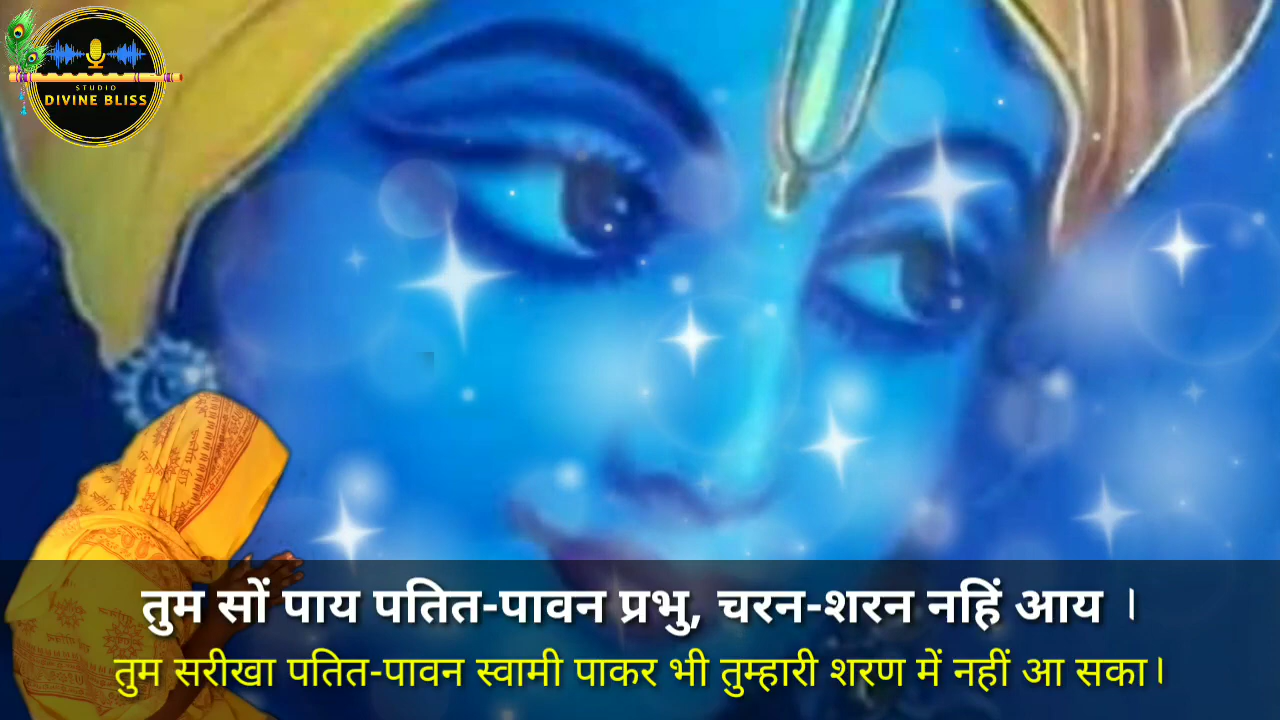 STUDIO
DIVINE BLISS
तुम सों पाय पतित-पावन प्रभु, चरन-शरन नहिं आय ।
तुम सरीखा पतित-पावन स्वामी पाकर भी तुम्हारी शरण में नहीं आ सका।